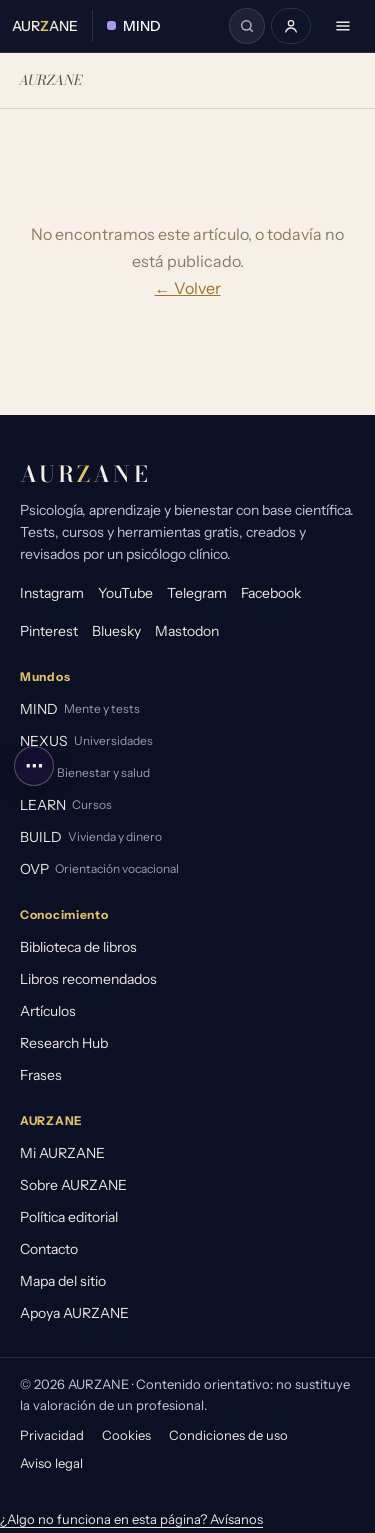 AURZANE MIND
AURZANE
No encontramos este artículo, o todavía no
está publicado.
← Volver
AURZANE
Psicología, aprendizaje y bienestar con base científica.
Tests, cursos y herramientas gratis, creados y
revisados por un psicólogo clínico.
Instagram YouTube Telegram Facebook
Pinterest Bluesky Mastodon
Mundos
MIND Mente y tests
NEXUS Universidades
Bienestar y salud
LEARN Cursos
BUILD Vivienda y dinero
OVP Orientación vocacional
Conocimiento
Biblioteca de libros
Libros recomendados
Artículos
Research Hub
Frases
AURZANE
Mi AURZANE
Sobre AURZANE
Política editorial
Contacto
Mapa del sitio
Apoya AURZANE
© 2026 AURZANE · Contenido orientativo: no sustituye
la valoración de un profesional.
Privacidad Cookies Condiciones de uso
Aviso legal
¿Algo no funciona en esta página? Avísanos